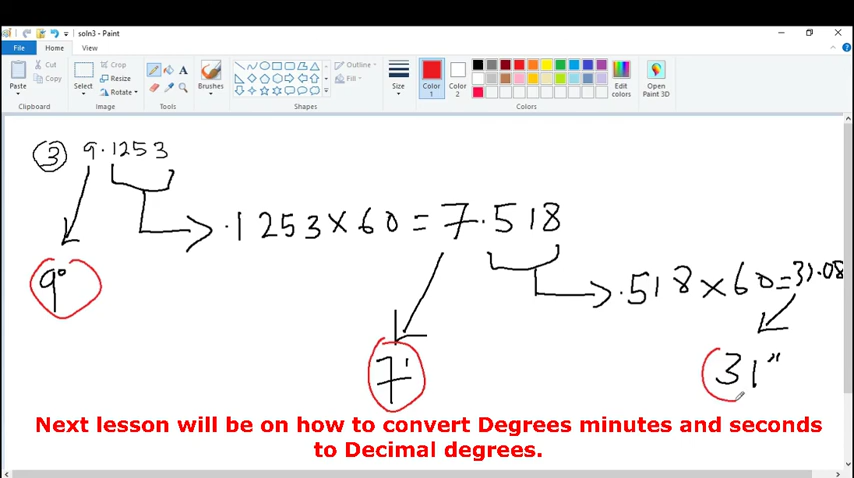 soln3 - Paint
File Home View
Paste Cut Copy Clipboard
Select Crop Resize Rotate Image
A Tools
Brushes
Outline Fill Shapes
Size
Color 1 Color 2 Edit colors Colors
Open Paint 3D
3 9.1253
.1253 x 60 = 7.518
9°
.518 x 60 = 31.08
7'
31"
Next lesson will be on how to convert Degrees minutes and seconds
to Decimal degrees.